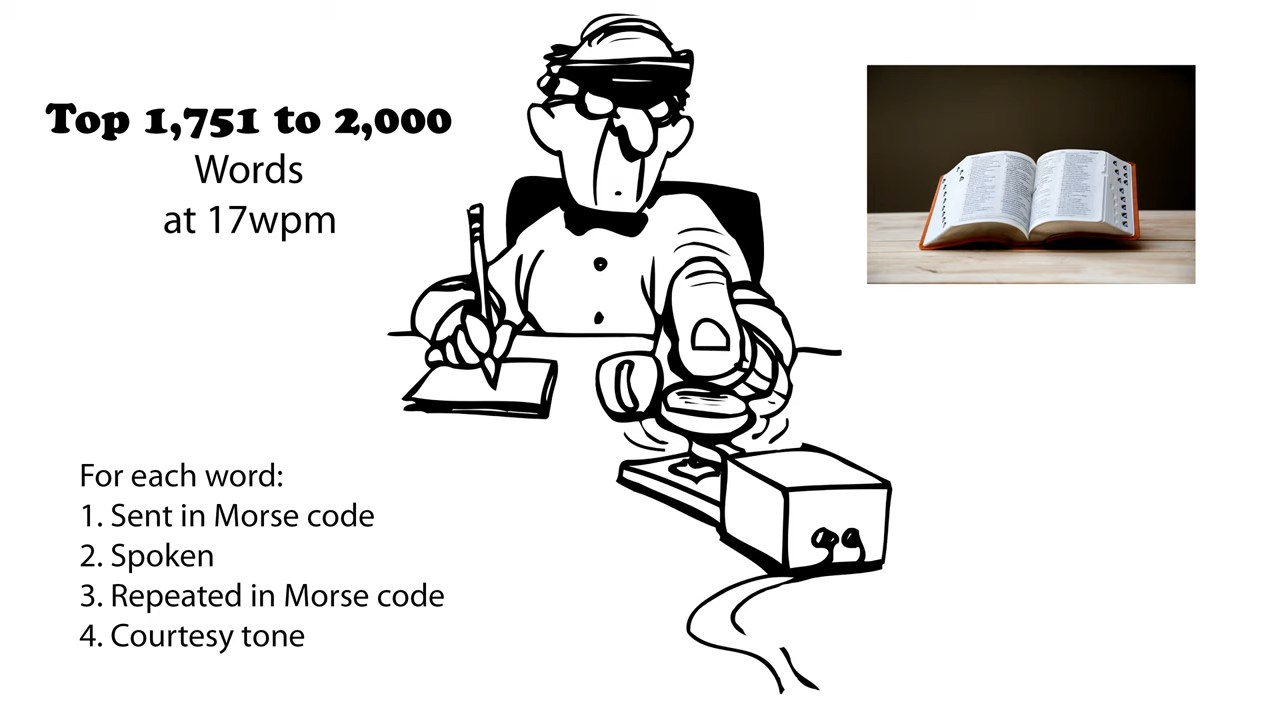 Top 1,751 to 2,000
Words
at 17wpm
For each word:
1. Sent in Morse code
2. Spoken
3. Repeated in Morse code
4. Courtesy tone